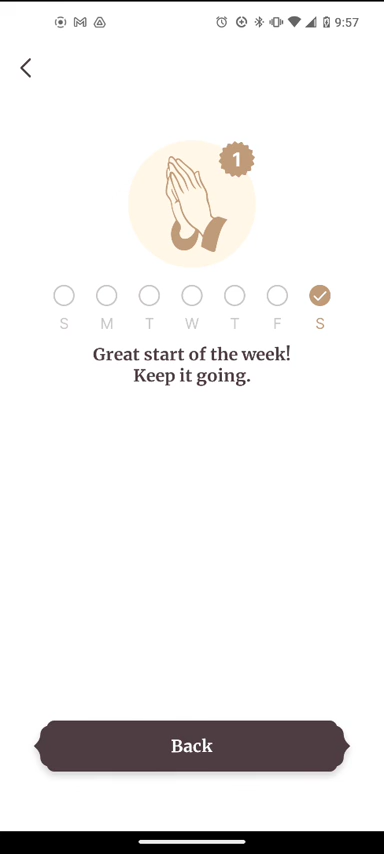 9:57
1
S M T W T F S
Great start of the week!
Keep it going.
Back